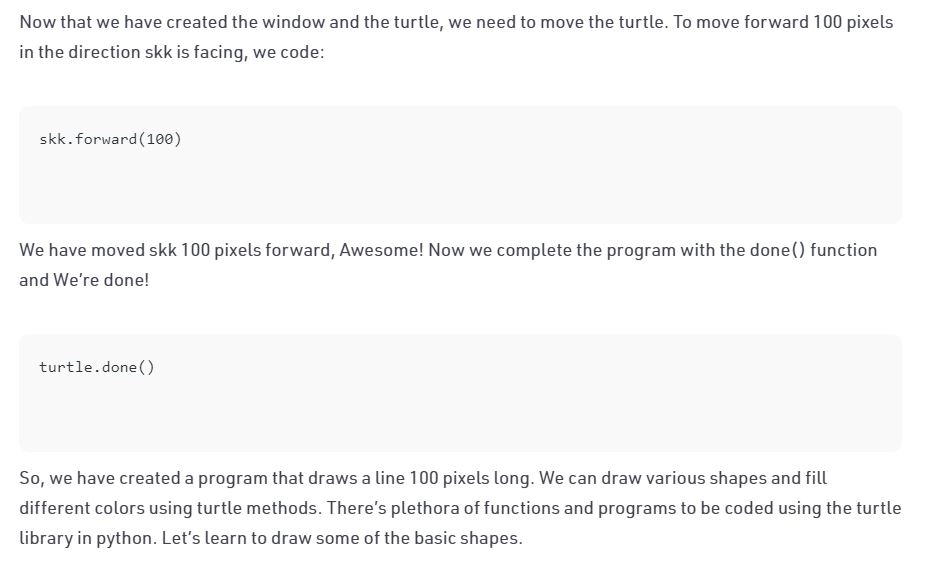 Now that we have created the window and the turtle, we need to move the turtle. To move forward 100 pixels
in the direction skk is facing, we code:
skk.forward(100)
We have moved skk 100 pixels forward, Awesome! Now we complete the program with the done() function
and We’re done!
turtle.done()
So, we have created a program that draws a line 100 pixels long. We can draw various shapes and fill
different colors using turtle methods. There’s plethora of functions and programs to be coded using the turtle
library in python. Let’s learn to draw some of the basic shapes.